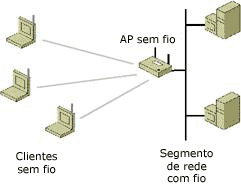 AP sem fio
Clientes
sem fio
Segmento
de rede
com fio